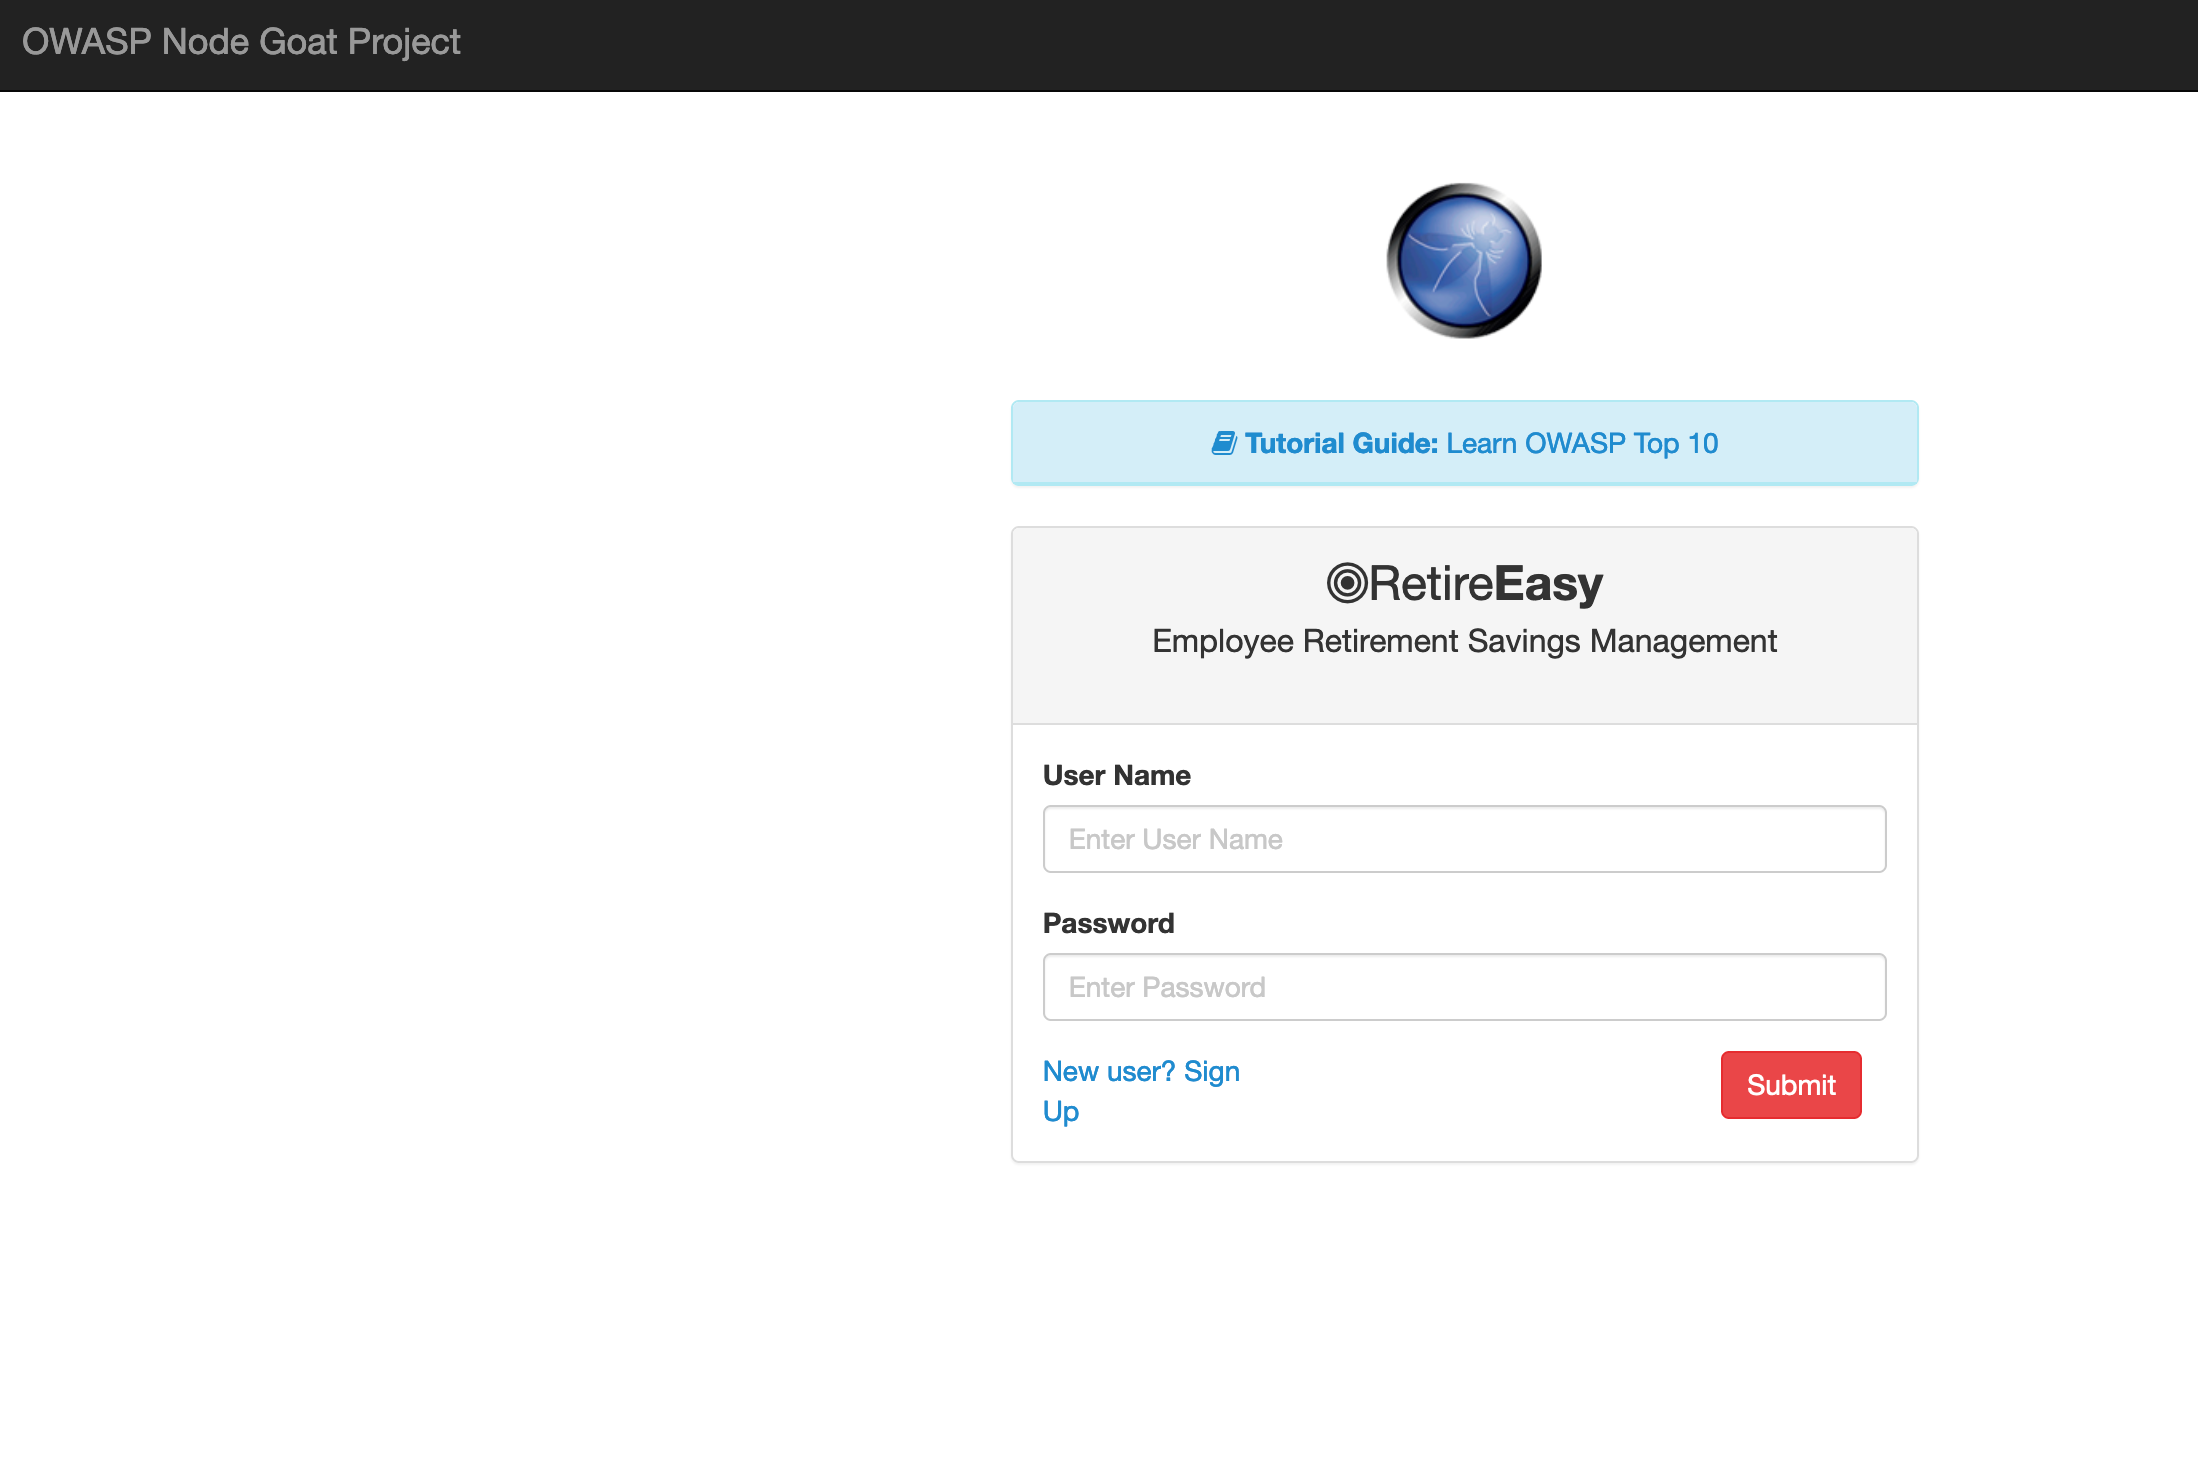 OWASP Node Goat Project
Tutorial Guide: Learn OWASP Top 10
RetireEasy
Employee Retirement Savings Management
User Name
Enter User Name
Password
Enter Password
New user? Sign
Up
Submit